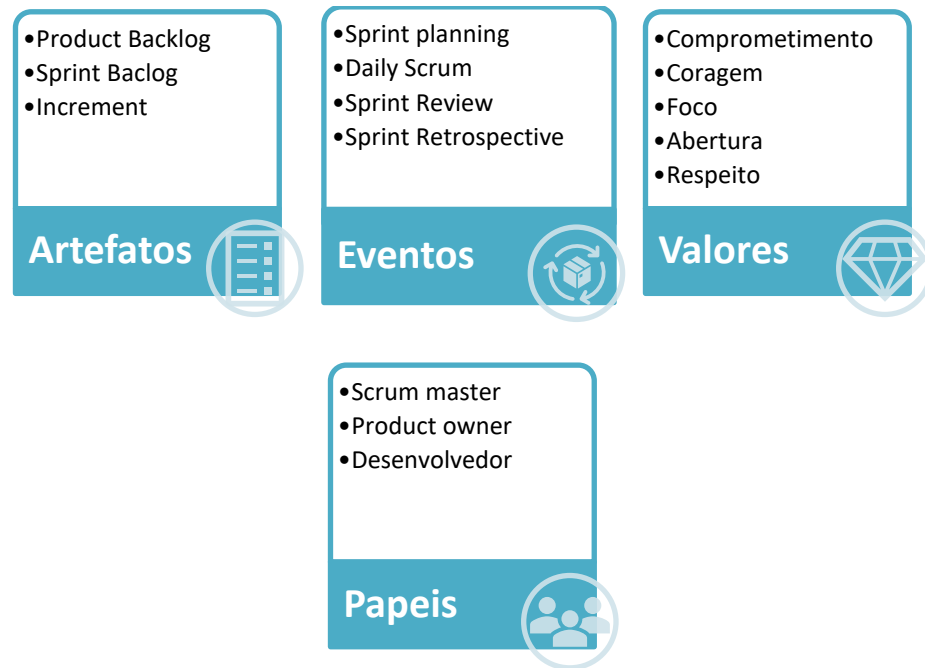 •Product Backlog
•Sprint Baclog
•Increment
Artefatos
•Sprint planning
•Daily Scrum
•Sprint Review
•Sprint Retrospective
Eventos
•Comprometimento
•Coragem
•Foco
•Abertura
•Respeito
Valores
•Scrum master
•Product owner
•Desenvolvedor
Papeis